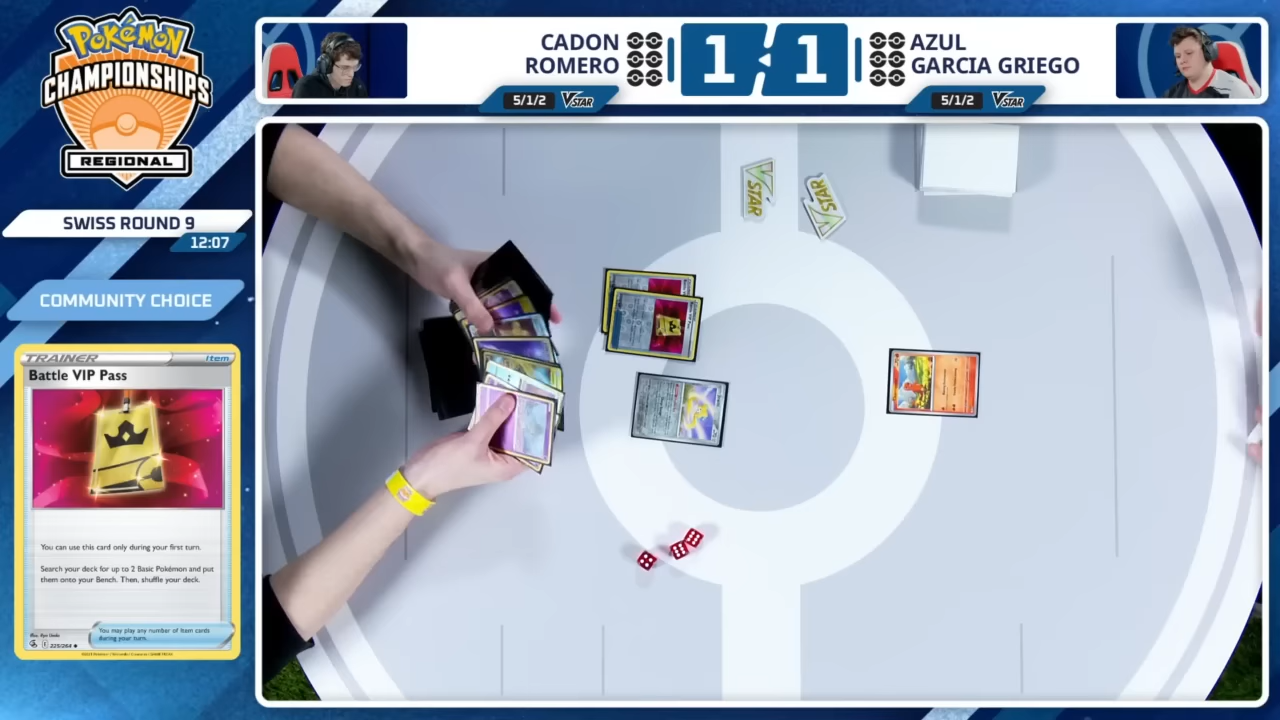 POKÉMON
CHAMPIONSHIPS
REGIONAL
SWISS ROUND 9
12:07
COMMUNITY CHOICE
TRAINER
Item
Battle VIP Pass
You can use this card only during your first turn.
Search your deck for up to 2 Basic Pokémon and put
them onto your Bench. Then, shuffle your deck.
You may play any number of Item cards
during your turn.
225/264
CADON
ROMERO
5/1/2
VSTAR
1
1
AZUL
GARCIA GRIEGO
5/1/2
VSTAR
VSTAR
VSTAR